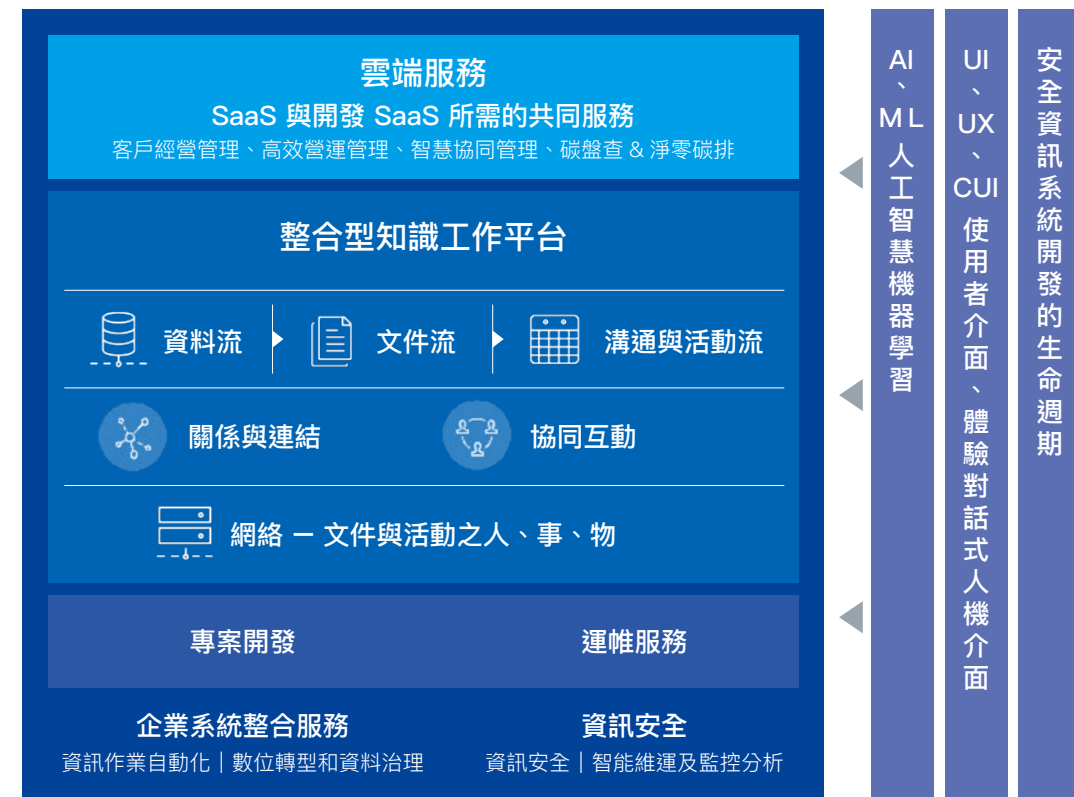 雲端服務
SaaS 與開發 SaaS 所需的共同服務
客戶經營管理、高效營運管理、智慧協同管理、碳盤查 & 淨零碳排
整合型知識工作平台
資料流
文件流
溝通與活動流
關係與連結
協同互動
網絡 — 文件與活動之人、事、物
專案開發
運帷服務
企業系統整合服務
資訊作業自動化｜數位轉型和資料治理
資訊安全
資訊安全｜智能維運及監控分析
AI、ML 人工智慧機器學習
UI、UX、CUI 使用者介面、體驗對話式人機介面
安全資訊系統開發的生命週期